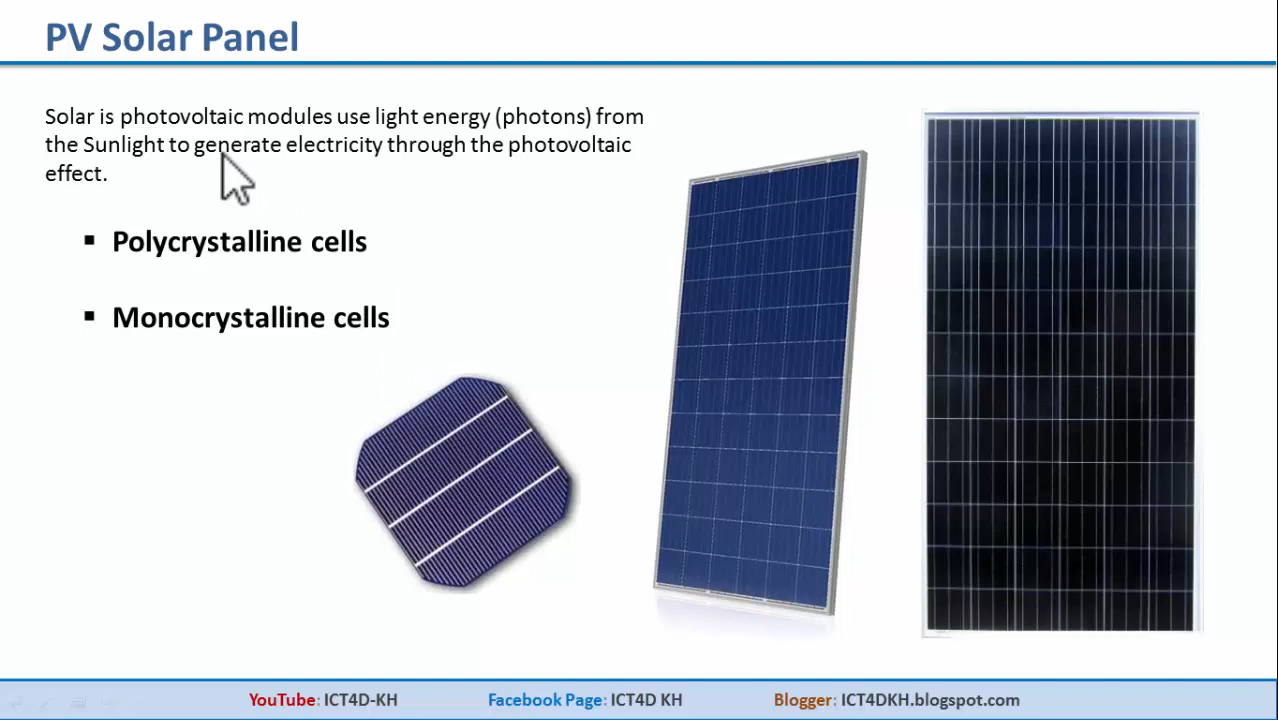 PV Solar Panel
Solar is photovoltaic modules use light energy (photons) from
the Sunlight to generate electricity through the photovoltaic
effect.
▪ Polycrystalline cells
▪ Monocrystalline cells
YouTube: ICT4D-KH Facebook Page: ICT4D KH Blogger: ICT4DKH.blogspot.com